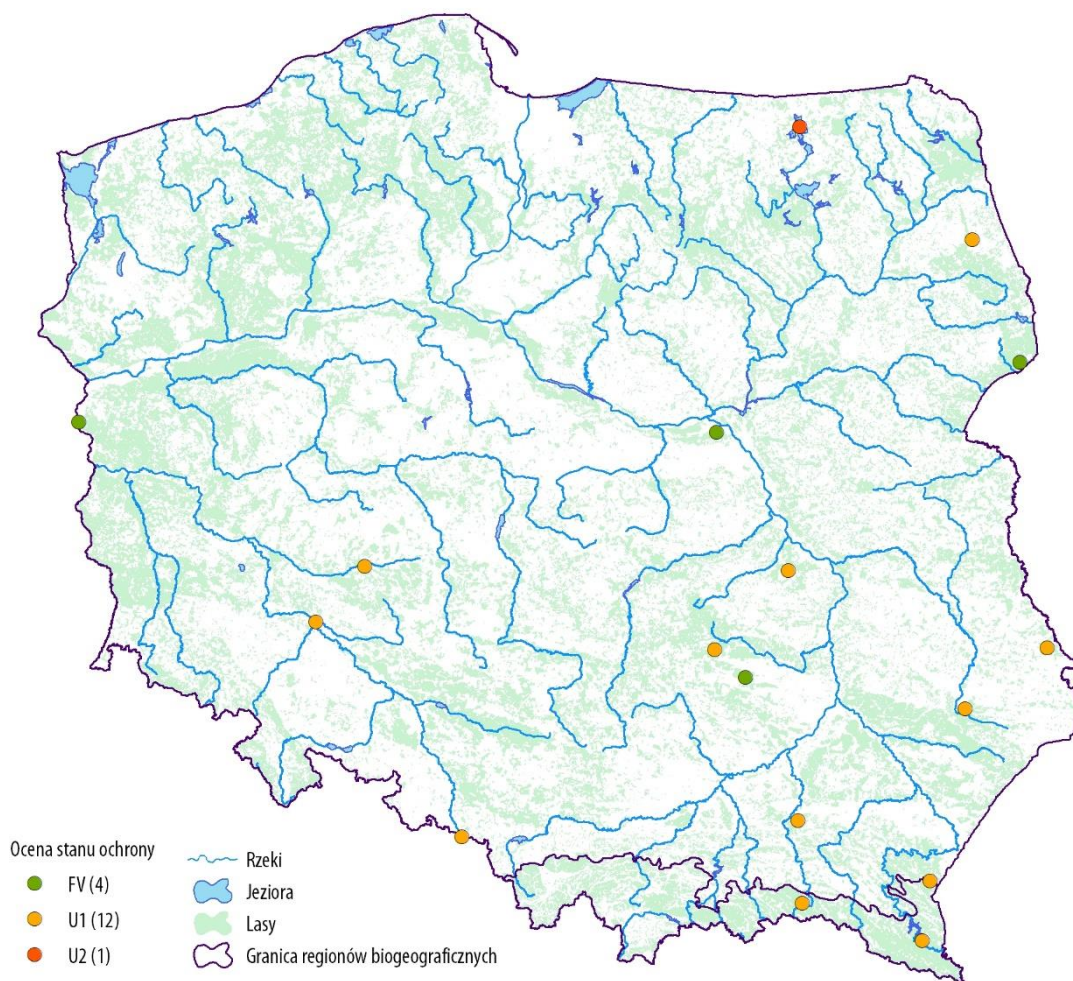 Ocena stanu ochrony
FV (4)
U1 (12)
U2 (1)
Rzeki
Jeziora
Lasy
Granica regionów biogeograficznych